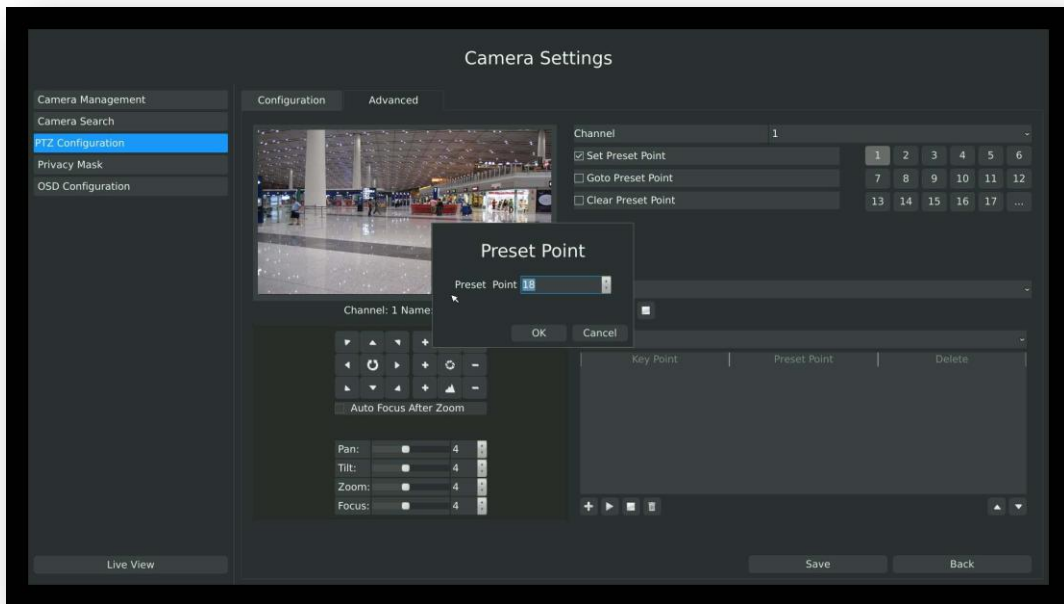 Camera Settings
Camera Management
Camera Search
PTZ Configuration
Privacy Mask
OSD Configuration
Live View
Configuration
Advanced
Channel 1
Set Preset Point
Goto Preset Point
Clear Preset Point
1 2 3 4 5 6
7 8 9 10 11 12
13 14 15 16 17 ...
Preset Point
Preset Point 18
OK Cancel
Channel: 1 Name:
Auto Focus After Zoom
Pan: 4
Tilt: 4
Zoom: 4
Focus: 4
Key Point Preset Point Delete
Save Back